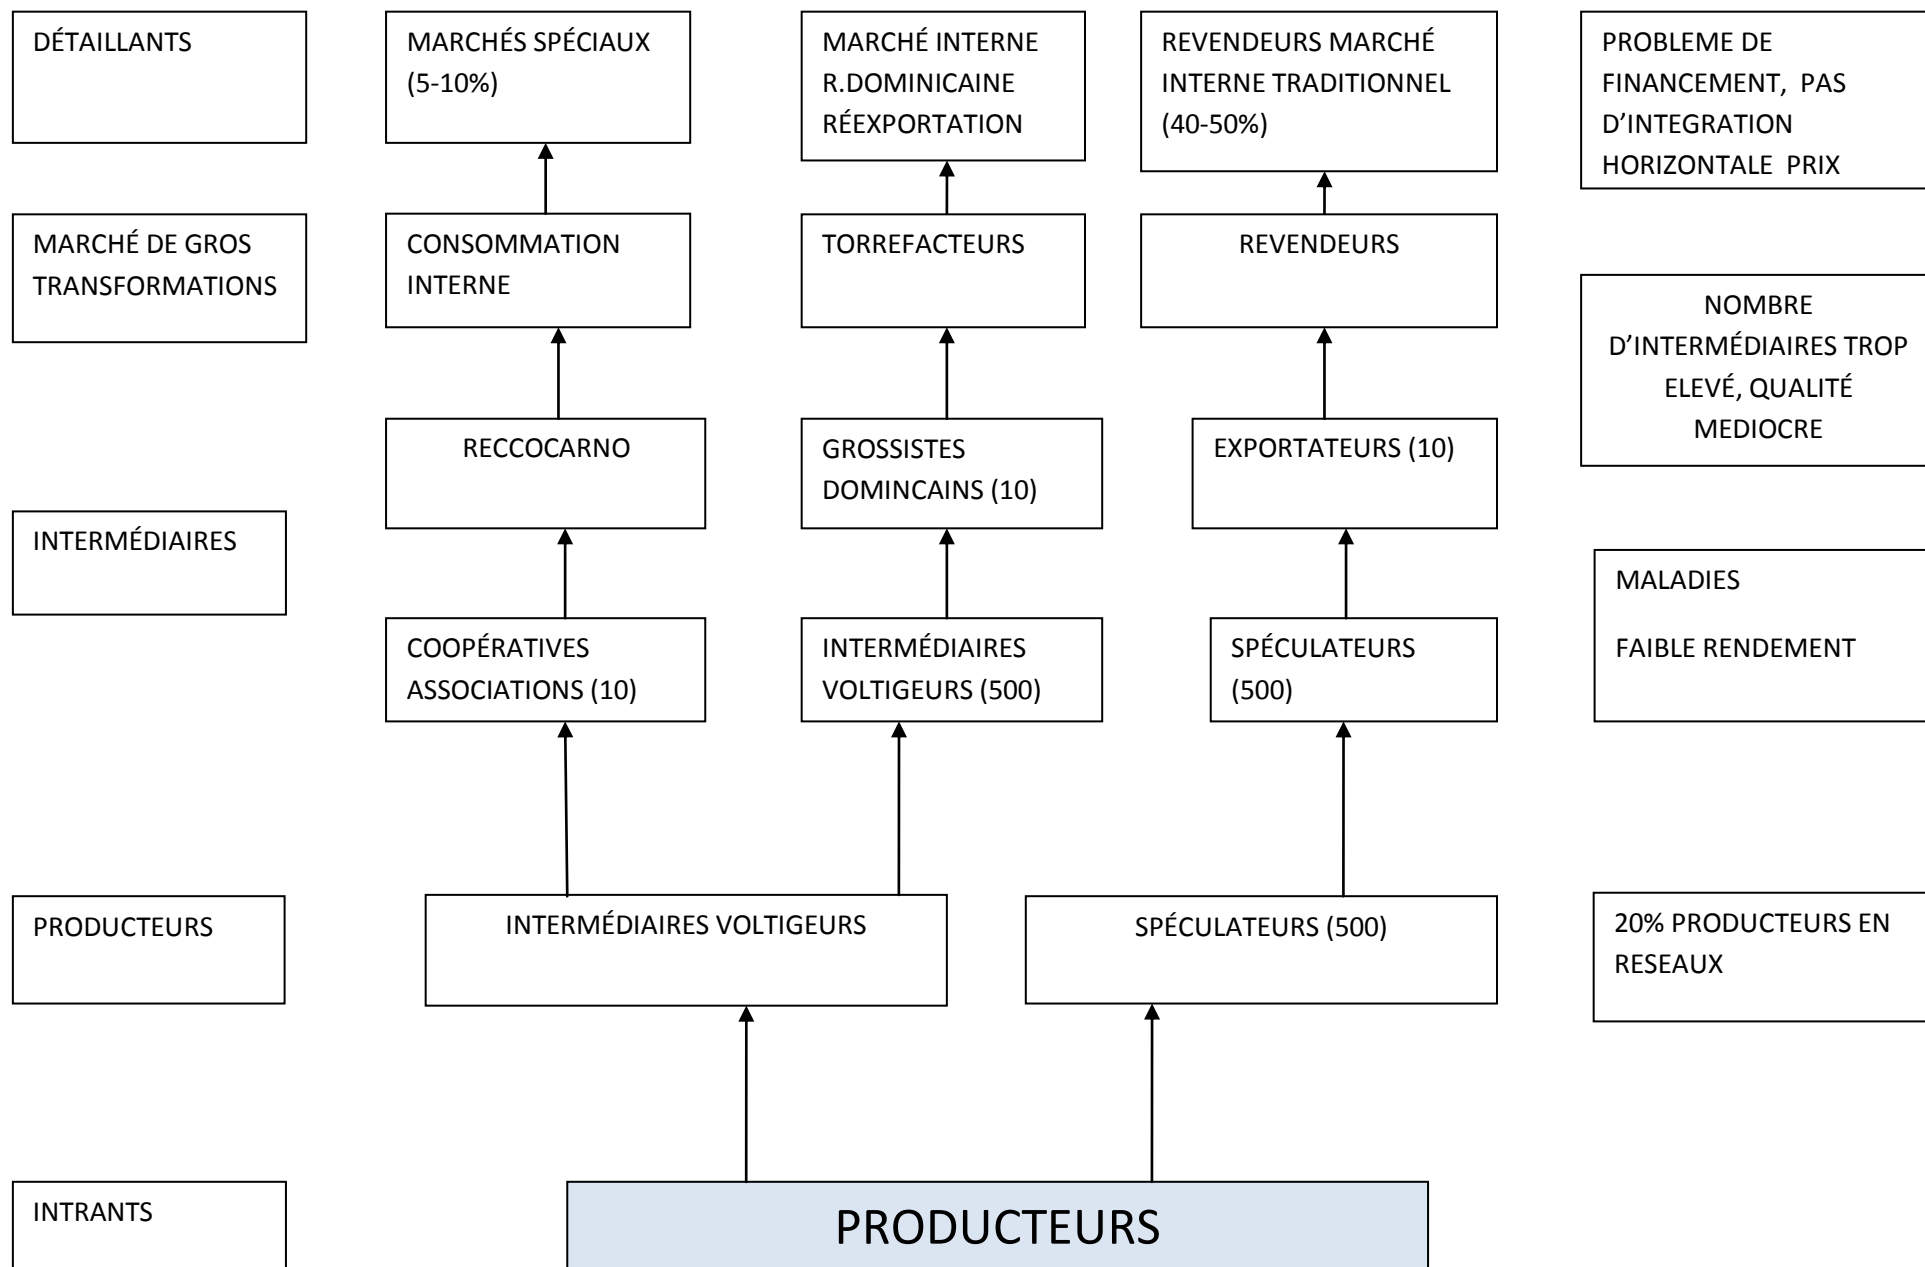 DÉTAILLANTS
MARCHÉS SPÉCIAUX
(5-10%)
MARCHÉ INTERNE
R.DOMINICAINE
RÉEXPORTATION
REVENDEURS MARCHÉ
INTERNE TRADITIONNEL
(40-50%)
PROBLEME DE
FINANCEMENT, PAS
D’INTEGRATION
HORIZONTALE PRIX
MARCHÉ DE GROS
TRANSFORMATIONS
CONSOMMATION
INTERNE
TORREFACTEURS
REVENDEURS
NOMBRE
D’INTERMÉDIAIRES TROP
ELEVÉ, QUALITÉ
MEDIOCRE
RECCOCARNO
GROSSISTES
DOMINCAINS (10)
EXPORTATEURS (10)
INTERMÉDIAIRES
MALADIES
FAIBLE RENDEMENT
COOPÉRATIVES
ASSOCIATIONS (10)
INTERMÉDIAIRES
VOLTIGEURS (500)
SPÉCULATEURS
(500)
PRODUCTEURS
INTERMÉDIAIRES VOLTIGEURS
SPÉCULATEURS (500)
20% PRODUCTEURS EN
RESEAUX
INTRANTS
PRODUCTEURS